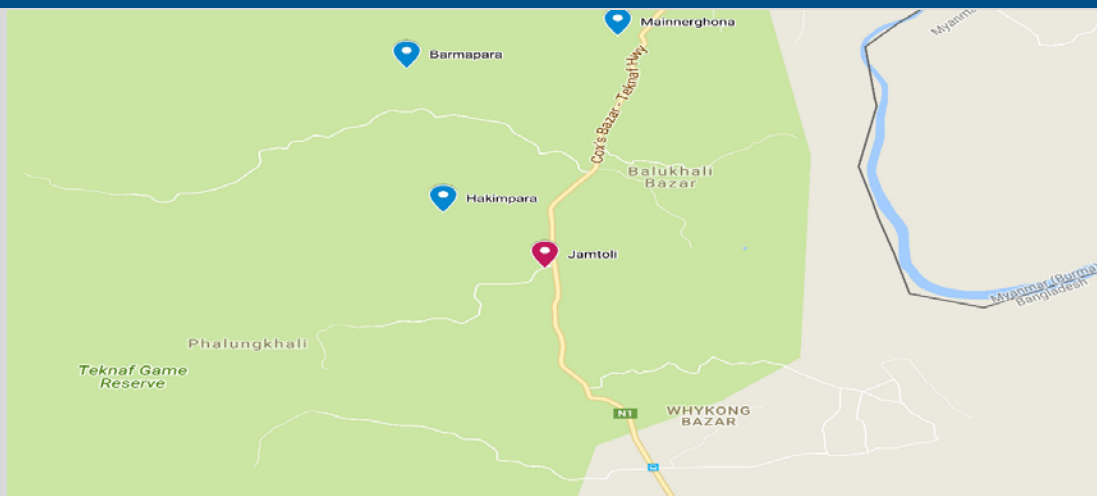 Mainnerghona
Myanmar
Barmapara
Cox's Bazar - Teknaf Hwy
Balukhali
Bazar
Hakimpara
Jamtoli
Myanmar (Burma)
Bangladesh
Phalungkhali
Teknaf Game
Reserve
N1
WHYKONG
BAZAR